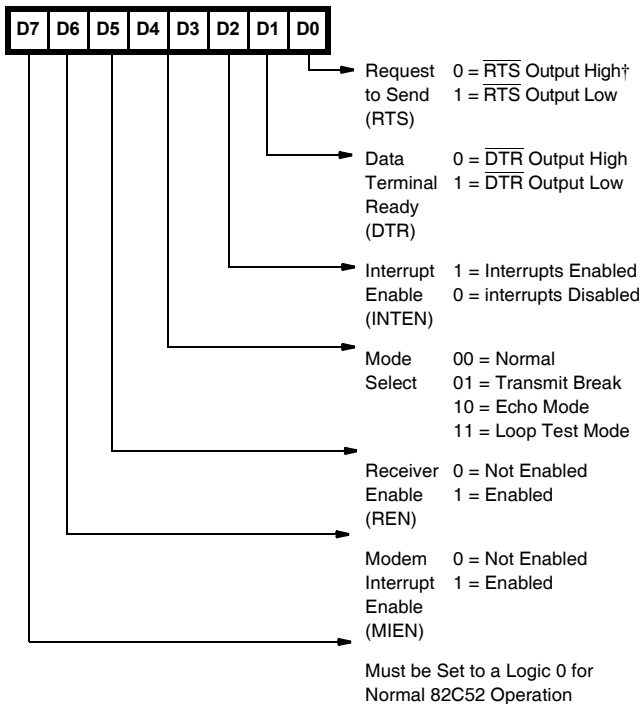 D7 D6 D5 D4 D3 D2 D1 D0
Request 0 = R̅T̅S̅ Output High†
to Send 1 = R̅T̅S̅ Output Low
(RTS)
Data 0 = D̅T̅R̅ Output High
Terminal 1 = D̅T̅R̅ Output Low
Ready
(DTR)
Interrupt 1 = Interrupts Enabled
Enable 0 = interrupts Disabled
(INTEN)
Mode 00 = Normal
Select 01 = Transmit Break
10 = Echo Mode
11 = Loop Test Mode
Receiver 0 = Not Enabled
Enable 1 = Enabled
(REN)
Modem 0 = Not Enabled
Interrupt 1 = Enabled
Enable
(MIEN)
Must be Set to a Logic 0 for
Normal 82C52 Operation